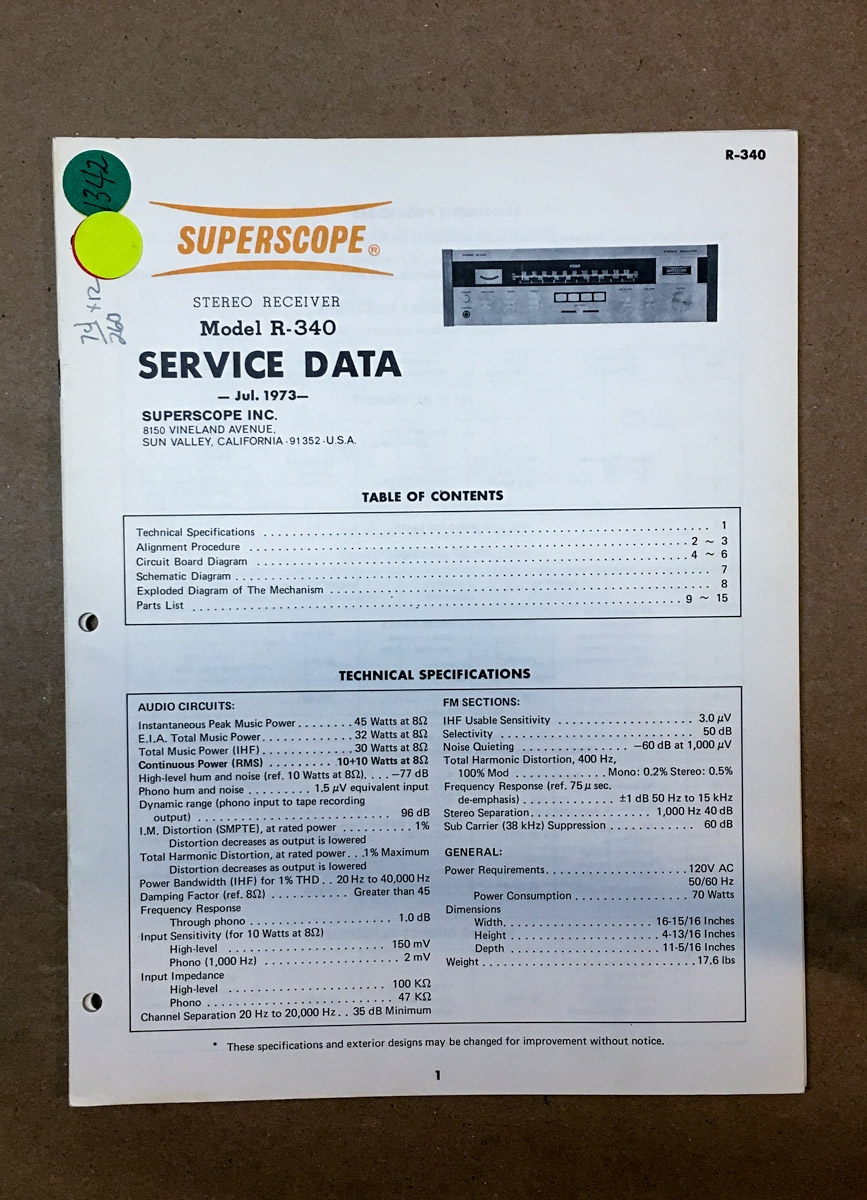 R-340
1342
SUPERSCOPE®
74 x R
260
STEREO RECEIVER
Model R-340
SERVICE DATA
— Jul. 1973—
SUPERSCOPE INC.
8150 VINELAND AVENUE,
SUN VALLEY, CALIFORNIA ·91352·U.S.A.
TABLE OF CONTENTS
Technical Specifications . . . . . . . . . . 1
Alignment Procedure . . . . . . . . . . 2 ~ 3
Circuit Board Diagram . . . . . . . . . . 4 ~ 6
Schematic Diagram . . . . . . . . . . 7
Exploded Diagram of The Mechanism . . . . . . . . . . 8
Parts List . . . . . . . . . . 9 ~ 15
TECHNICAL SPECIFICATIONS
AUDIO CIRCUITS:
Instantaneous Peak Music Power . . . . . . . . 45 Watts at 8Ω
E.I.A. Total Music Power. . . . . . . . . . . . . 32 Watts at 8Ω
Total Music Power (IHF) . . . . . . . . . . . . . 30 Watts at 8Ω
Continuous Power (RMS) . . . . . . . . . 10+10 Watts at 8Ω
High-level hum and noise (ref. 10 Watts at 8Ω). . . . −77 dB
Phono hum and noise . . . . . . . . . 1.5 μV equivalent input
Dynamic range (phono input to tape recording
output) . . . . . . . . . . 96 dB
I.M. Distortion (SMPTE), at rated power . . . . . . . . . . 1%
Distortion decreases as output is lowered
Total Harmonic Distortion, at rated power. . . 1% Maximum
Distortion decreases as output is lowered
Power Bandwidth (IHF) for 1% THD . . 20 Hz to 40,000 Hz
Damping Factor (ref. 8Ω) . . . . . . . . . . . Greater than 45
Frequency Response
Through phono . . . . . . . . . . 1.0 dB
Input Sensitivity (for 10 Watts at 8Ω)
High-level . . . . . . . . . . 150 mV
Phono (1,000 Hz) . . . . . . . . . . 2 mV
Input Impedance
High-level . . . . . . . . . . 100 KΩ
Phono . . . . . . . . . . 47 KΩ
Channel Separation 20 Hz to 20,000 Hz . . 35 dB Minimum
FM SECTIONS:
IHF Usable Sensitivity . . . . . . . . . . 3.0 μV
Selectivity . . . . . . . . . . 50 dB
Noise Quieting . . . . . . . . . . −60 dB at 1,000 μV
Total Harmonic Distortion, 400 Hz,
100% Mod . . . . . . . . . . Mono: 0.2% Stereo: 0.5%
Frequency Response (ref. 75 μ sec.
de-emphasis) . . . . . . . . . . ±1 dB 50 Hz to 15 kHz
Stereo Separation. . . . . . . . . . 1,000 Hz 40 dB
Sub Carrier (38 kHz) Suppression . . . . . . . . . . 60 dB
GENERAL:
Power Requirements. . . . . . . . . . 120V AC
50/60 Hz
Power Consumption . . . . . . . . . . 70 Watts
Dimensions
Width. . . . . . . . . . 16-15/16 Inches
Height . . . . . . . . . . 4-13/16 Inches
Depth . . . . . . . . . . 11-5/16 Inches
Weight . . . . . . . . . . 17.6 lbs
* These specifications and exterior designs may be changed for improvement without notice.
1